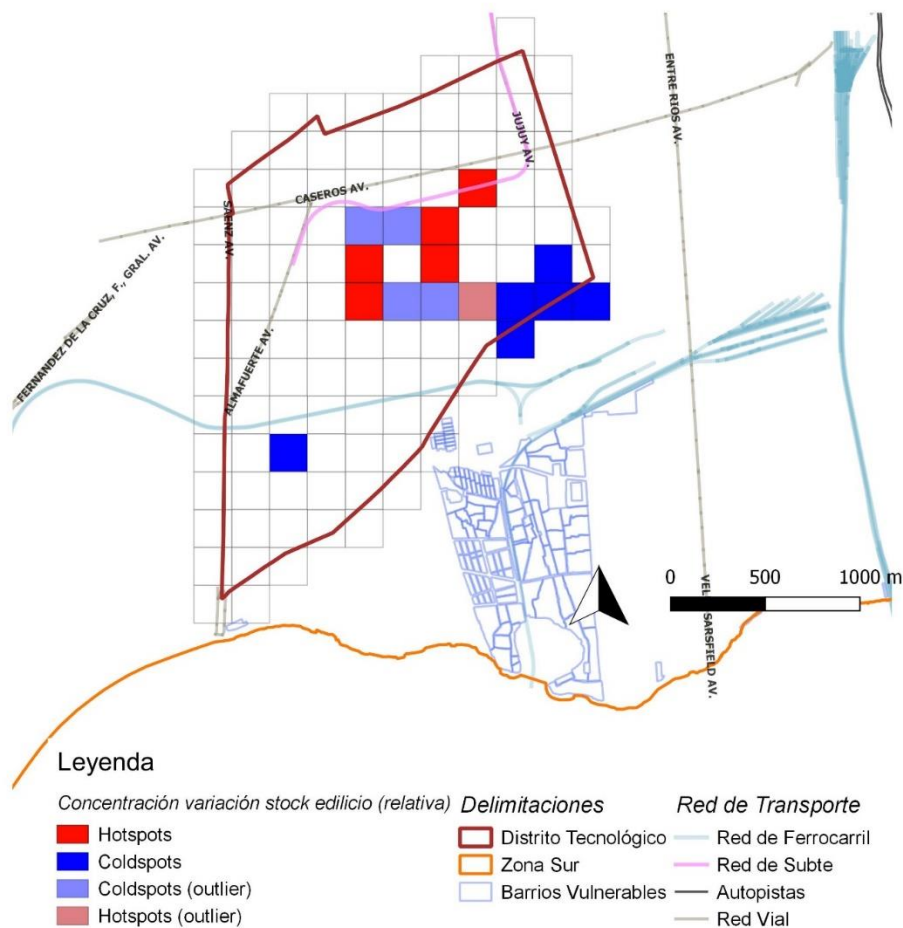 JUJUY AV.
ENTRE RIOS AV.
CASEROS AV.
SAENZ AV.
FERNANDEZ DE LA CRUZ, F., GRAL. AV.
ALMAFUERTE AV.
0 500 1000 m
SARSFIELD AV.
Leyenda
Concentración variación stock edilicio (relativa)
Hotspots
Coldspots
Coldspots (outlier)
Hotspots (outlier)
Delimitaciones
Distrito Tecnológico
Zona Sur
Barrios Vulnerables
Red de Transporte
Red de Ferrocarril
Red de Subte
Autopistas
Red Vial